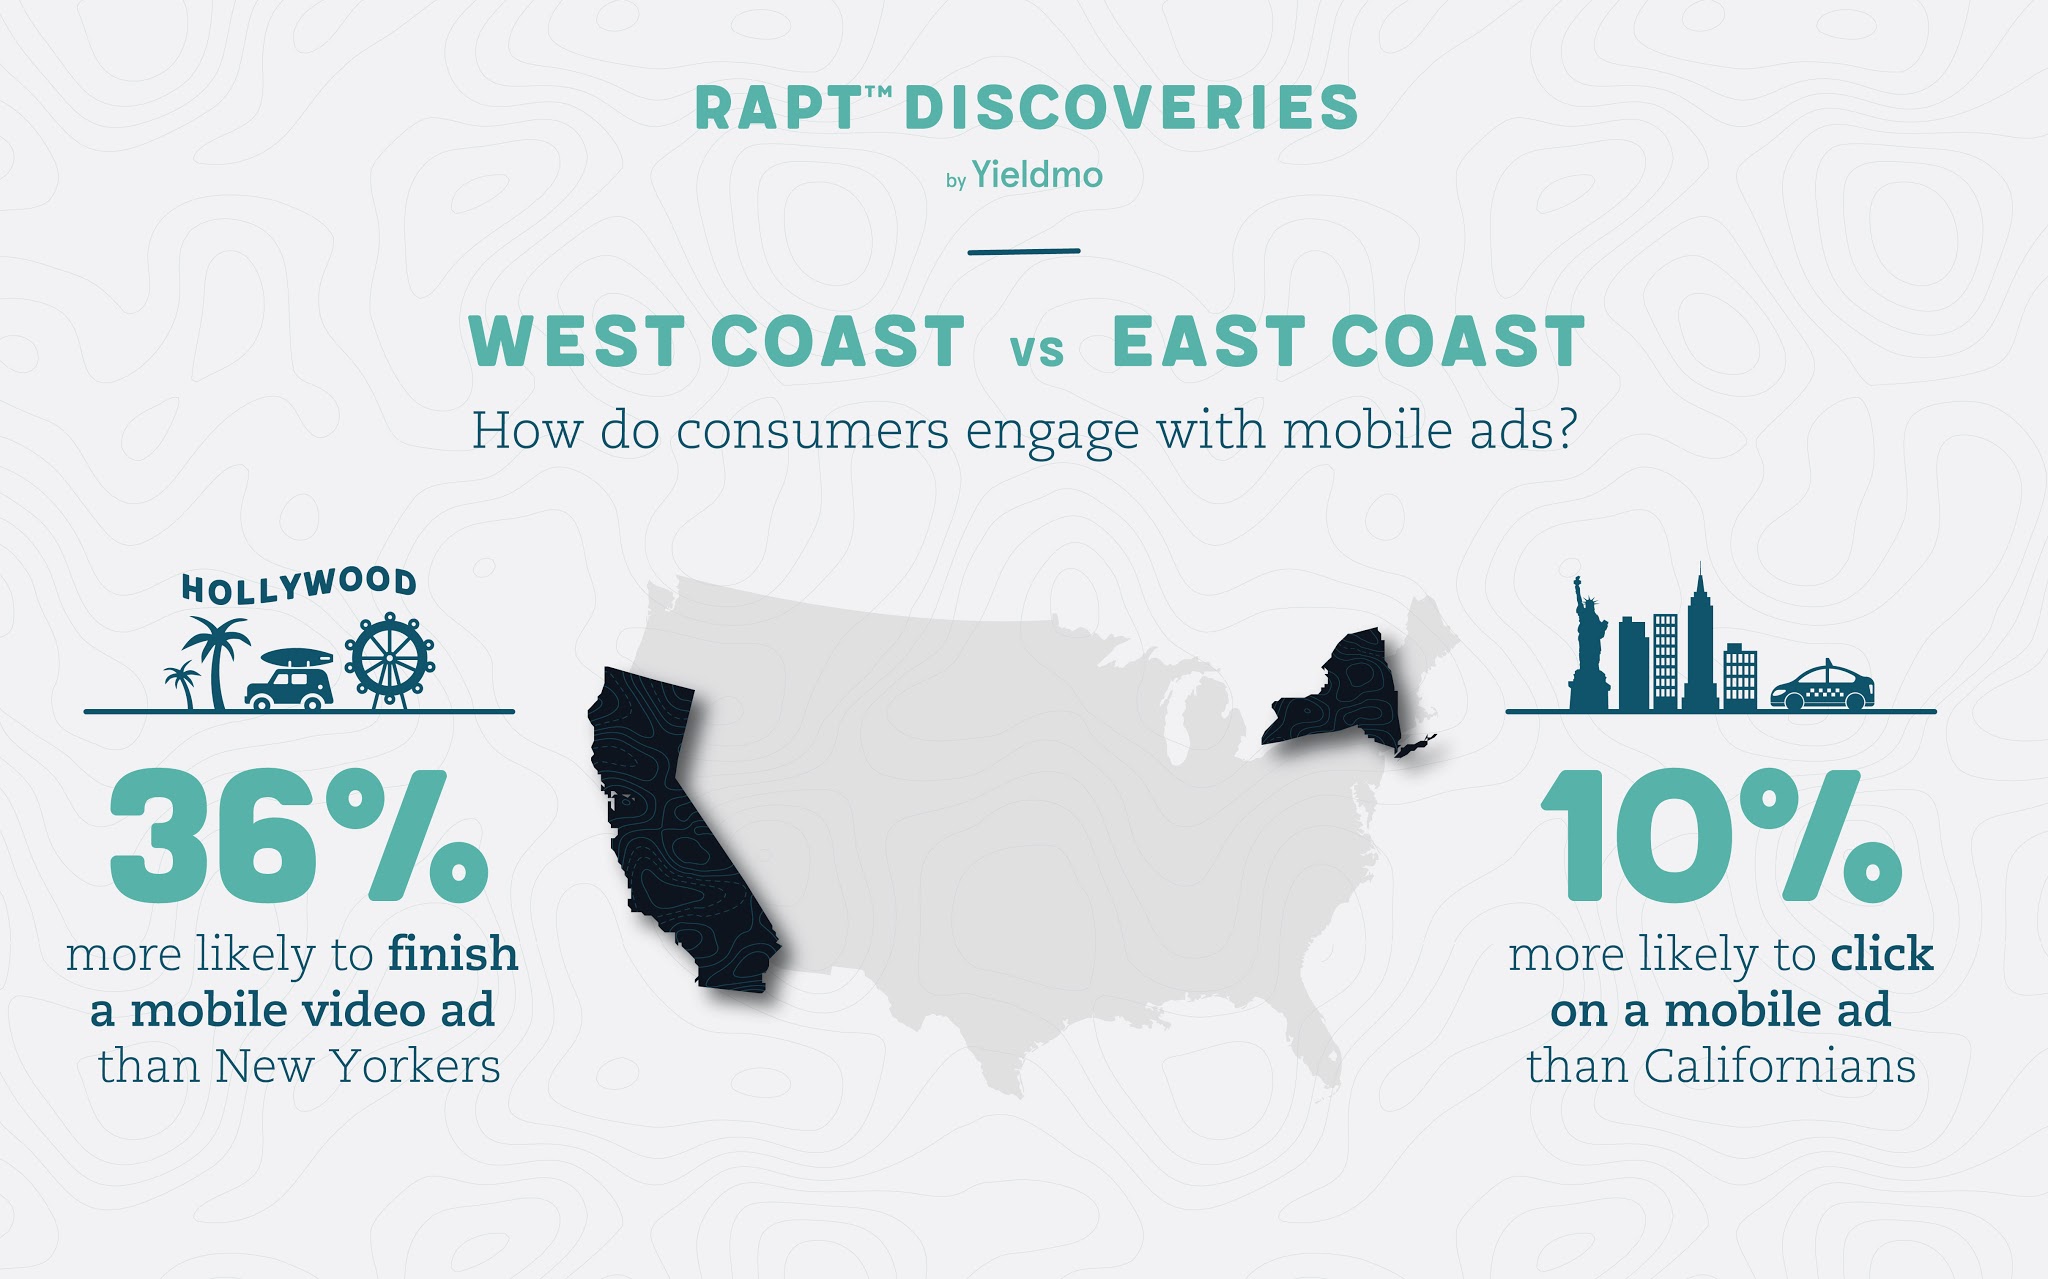 RAPT™ DISCOVERIES
by Yieldmo
WEST COAST vs EAST COAST
How do consumers engage with mobile ads?
HOLLYWOOD
36%
more likely to finish
a mobile video ad
than New Yorkers
10%
more likely to click
on a mobile ad
than Californians